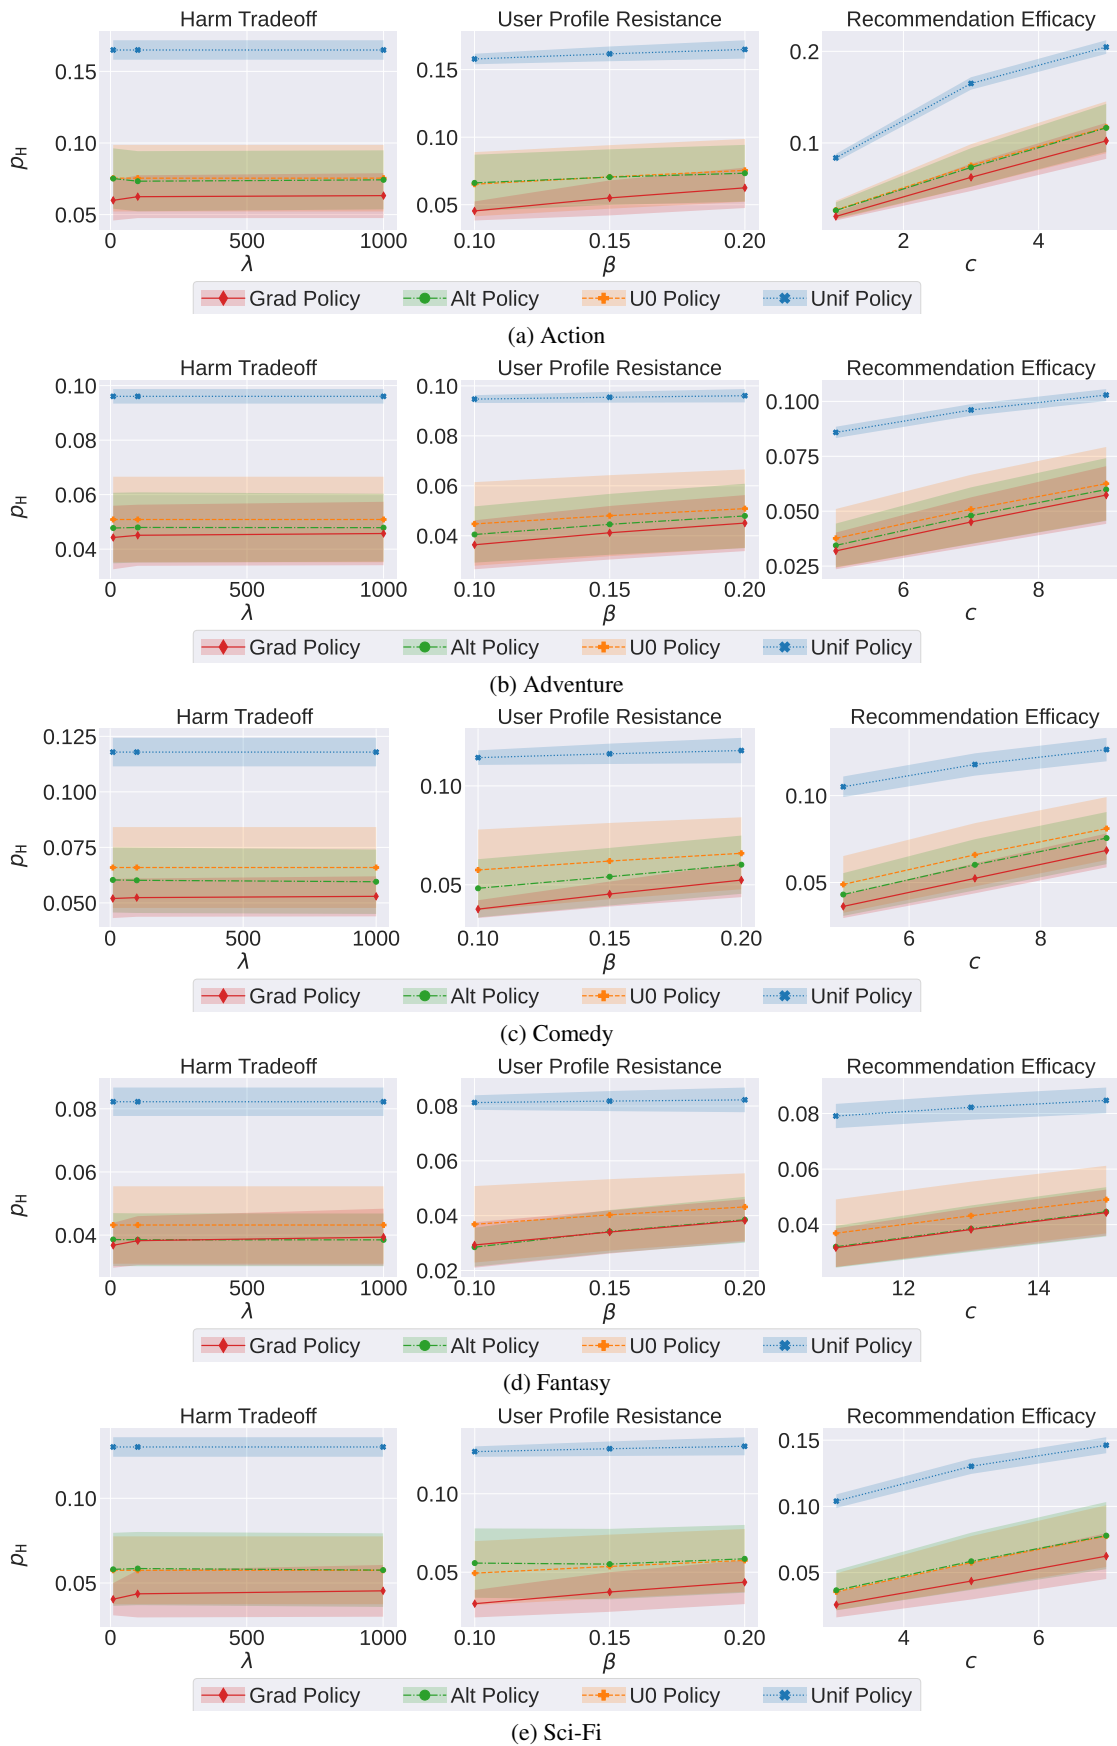 Harm Tradeoff User Profile Resistance Recommendation Efficacy
0.15 0.10 0.05
0.15 0.10 0.05
0.2 0.1
pH
0 500 1000 0.10 0.15 0.20 2 4
λ β c
Grad Policy Alt Policy U0 Policy Unif Policy
(a) Action
Harm Tradeoff User Profile Resistance Recommendation Efficacy
0.10 0.08 0.06 0.04
0.10 0.08 0.06 0.04
0.100 0.075 0.050 0.025
pH
0 500 1000 0.10 0.15 0.20 6 8
λ β c
Grad Policy Alt Policy U0 Policy Unif Policy
(b) Adventure
Harm Tradeoff User Profile Resistance Recommendation Efficacy
0.125 0.100 0.075 0.050
0.10 0.05
0.10 0.05
pH
0 500 1000 0.10 0.15 0.20 6 8
λ β c
Grad Policy Alt Policy U0 Policy Unif Policy
(c) Comedy
Harm Tradeoff User Profile Resistance Recommendation Efficacy
0.08 0.06 0.04
0.08 0.06 0.04 0.02
0.08 0.06 0.04
pH
0 500 1000 0.10 0.15 0.20 12 14
λ β c
Grad Policy Alt Policy U0 Policy Unif Policy
(d) Fantasy
Harm Tradeoff User Profile Resistance Recommendation Efficacy
0.10 0.05
0.10 0.05
0.15 0.10 0.05
pH
0 500 1000 0.10 0.15 0.20 4 6
λ β c
Grad Policy Alt Policy U0 Policy Unif Policy
(e) Sci-Fi